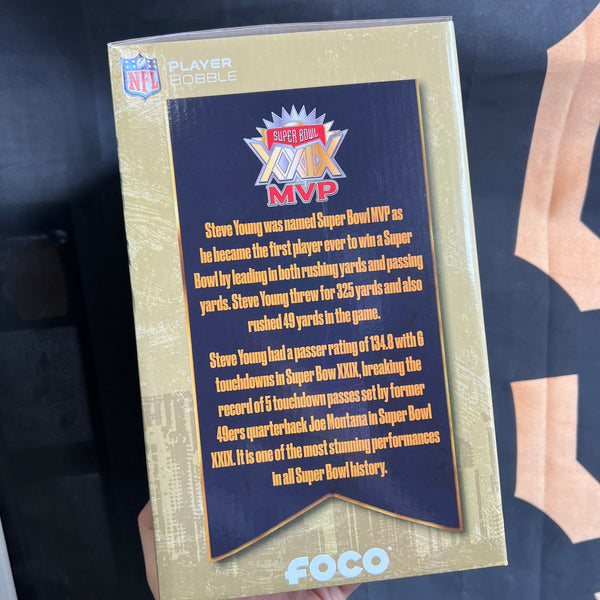 NFL
PLAYER
BOBBLE
SUPER BOWL
XXIX
MVP
Steve Young was named Super Bowl MVP as
he became the first player ever to win a Super
Bowl by leading in both rushing yards and passing
yards. Steve Young threw for 325 yards and also
rushed 49 yards in the game.
Steve Young had a passer rating of 134.8 with 6
touchdowns in Super Bow XXIX, breaking the
record of 5 touchdown passes set by former
49ers quarterback Joe Montana in Super Bowl
XXIX. It is one of the most stunning performances
in all Super Bowl history.
FOCO